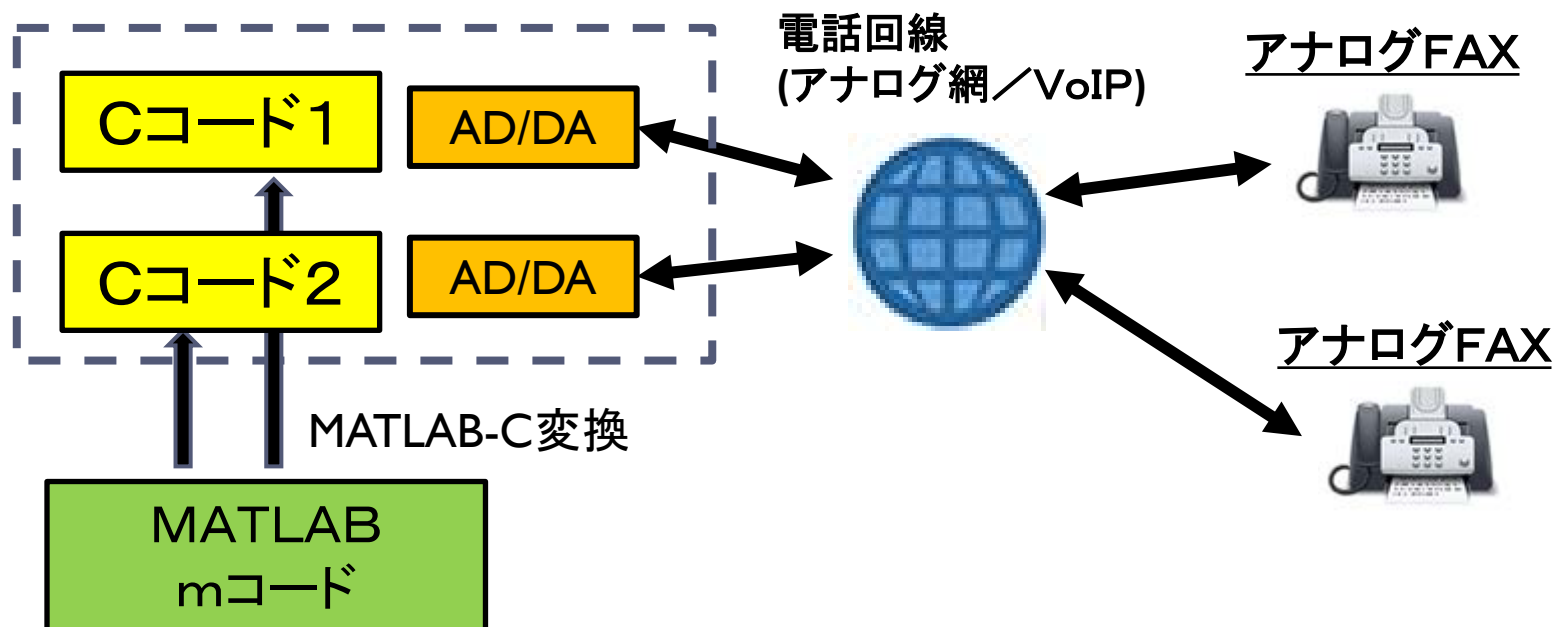 電話回線
(アナログ網／VoIP)
アナログFAX
Cコード１
AD/DA
Cコード２
AD/DA
アナログFAX
MATLAB-C変換
MATLAB
mコード